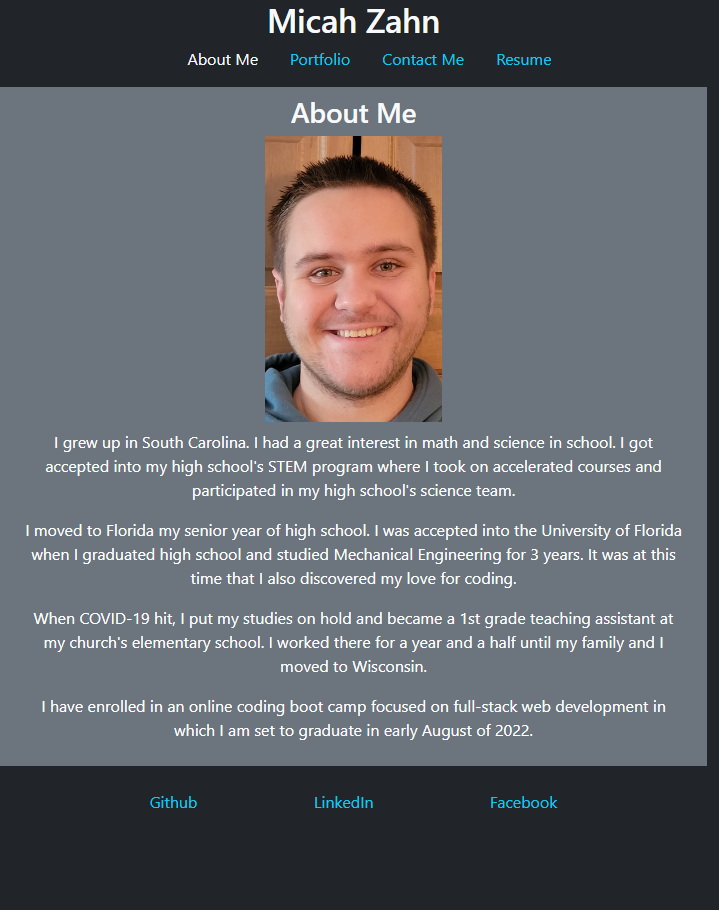 Micah Zahn
About Me Portfolio Contact Me Resume
About Me
I grew up in South Carolina. I had a great interest in math and science in school. I got
accepted into my high school's STEM program where I took on accelerated courses and
participated in my high school's science team.
I moved to Florida my senior year of high school. I was accepted into the University of Florida
when I graduated high school and studied Mechanical Engineering for 3 years. It was at this
time that I also discovered my love for coding.
When COVID-19 hit, I put my studies on hold and became a 1st grade teaching assistant at
my church's elementary school. I worked there for a year and a half until my family and I
moved to Wisconsin.
I have enrolled in an online coding boot camp focused on full-stack web development in
which I am set to graduate in early August of 2022.
Github LinkedIn Facebook